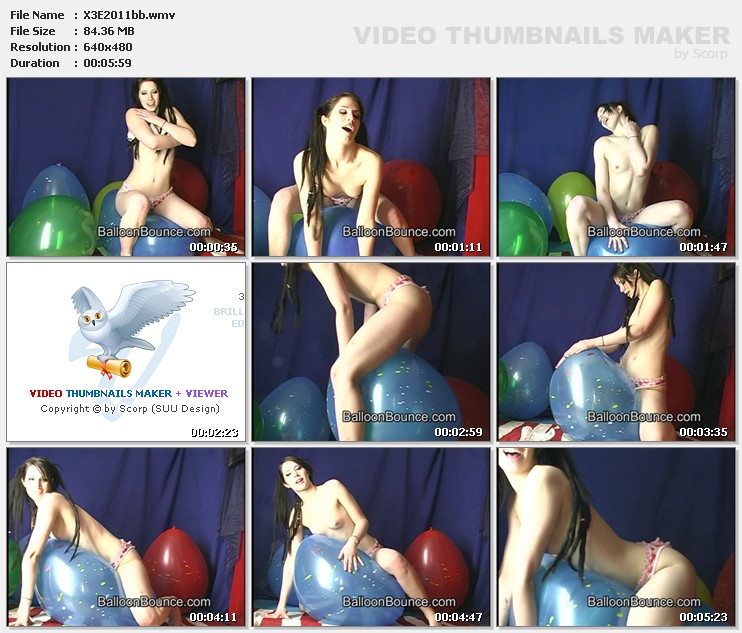 File Name : X3E2011bb.wmv
File Size : 84.36 MB
Resolution : 640x480
Duration : 00:05:59
VIDEO THUMBNAILS MAKER
by Scorp
BalloonBounce.com
00:00:35
BalloonBounce.com
00:01:11
BalloonBounce.com
00:01:47
3
BRILL
ED
VIDEO THUMBNAILS MAKER + VIEWER
Copyright © by Scorp (SUU Design)
00:02:23
BalloonBounce.com
00:02:59
BalloonBounce.com
00:03:35
BalloonBounce.com
00:04:11
BalloonBounce.com
00:04:47
BalloonBounce.com
00:05:23